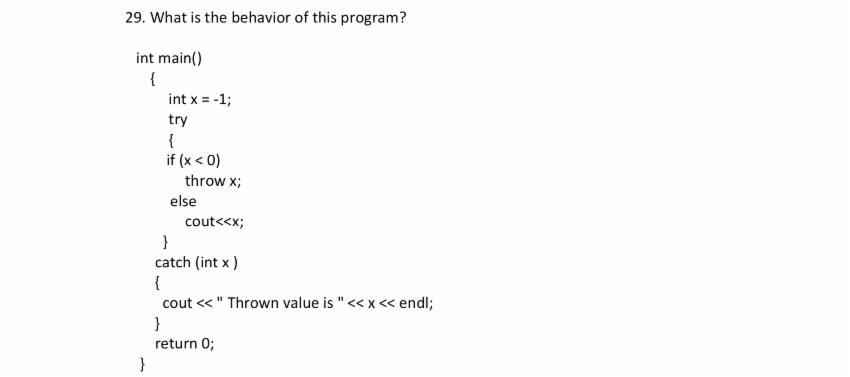 29. What is the behavior of this program?
int main()
{
int x = -1;
try
{
if (x < 0)
throw x;
else
cout<<x;
}
catch (int x )
{
cout << " Thrown value is " << x << endl;
}
return 0;
}